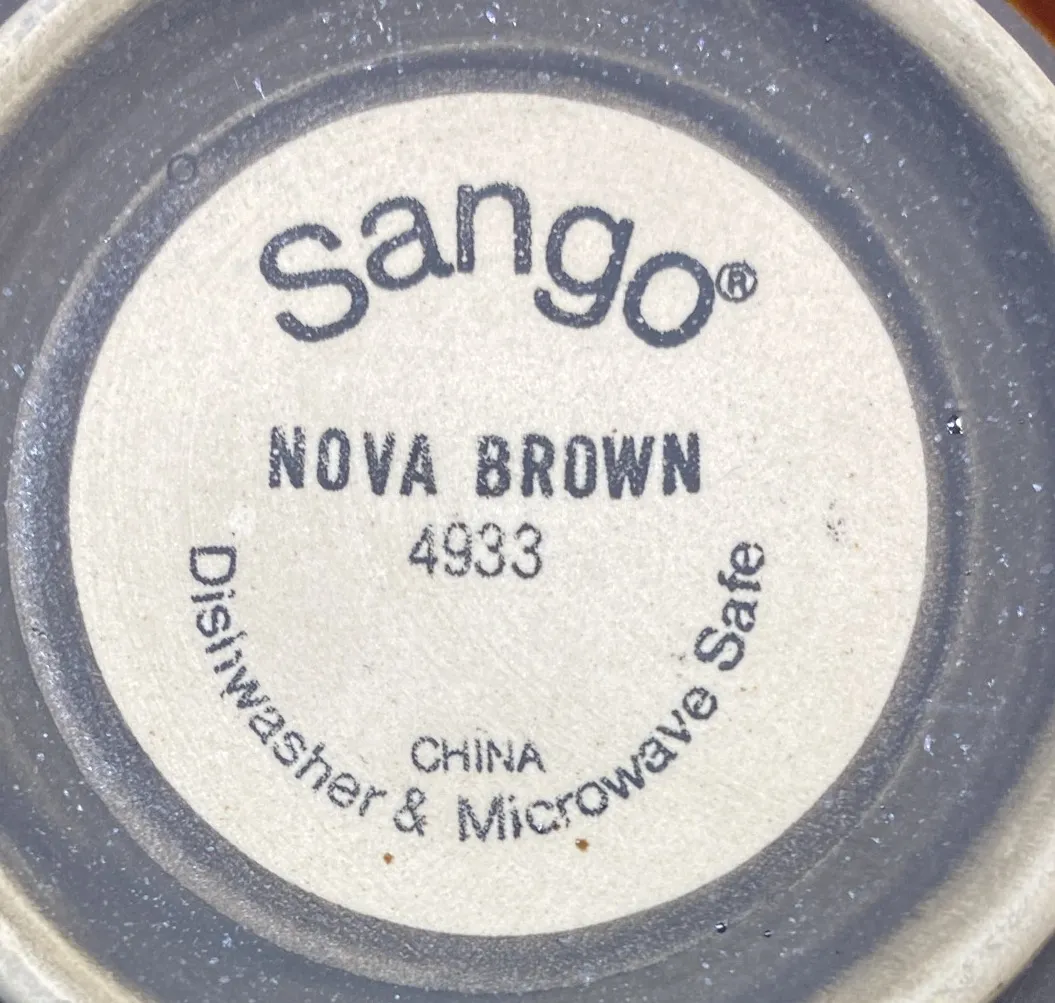 Sango®
NOVA BROWN
4933
CHINA
Dishwasher & Microwave Safe